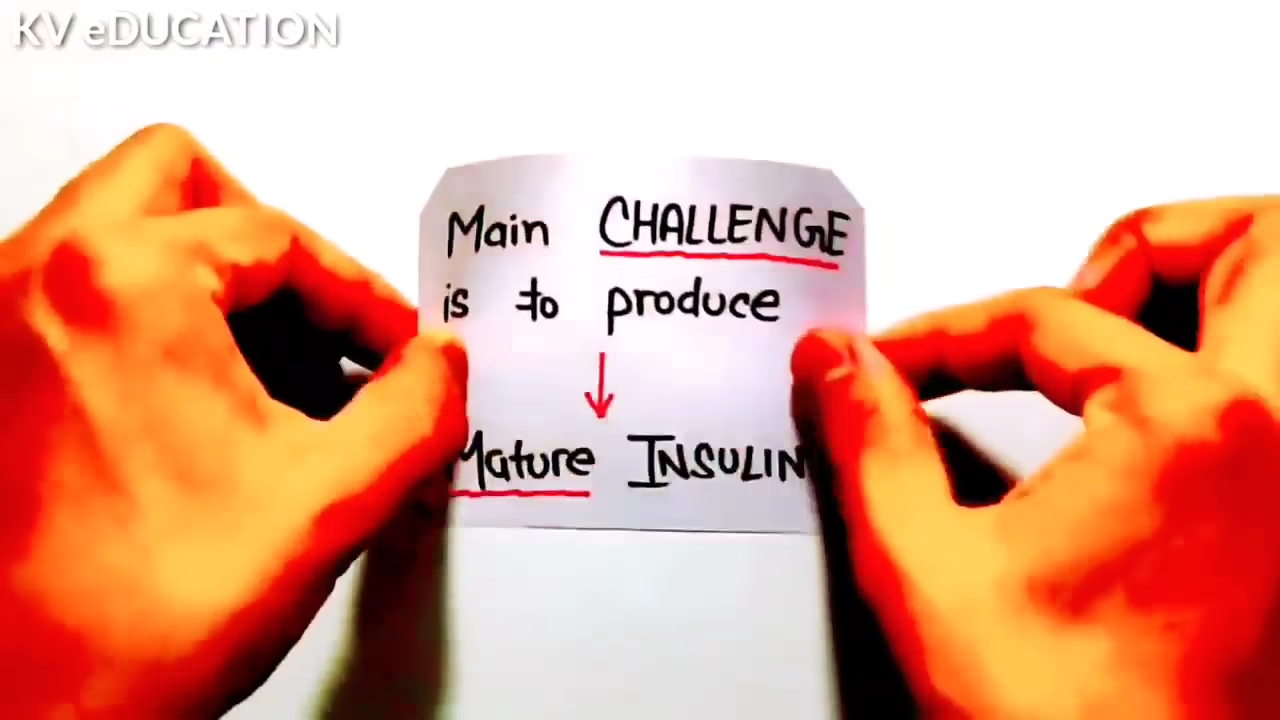 KV eDUCATION
Main CHALLENGE
is to produce
Mature INSULIN